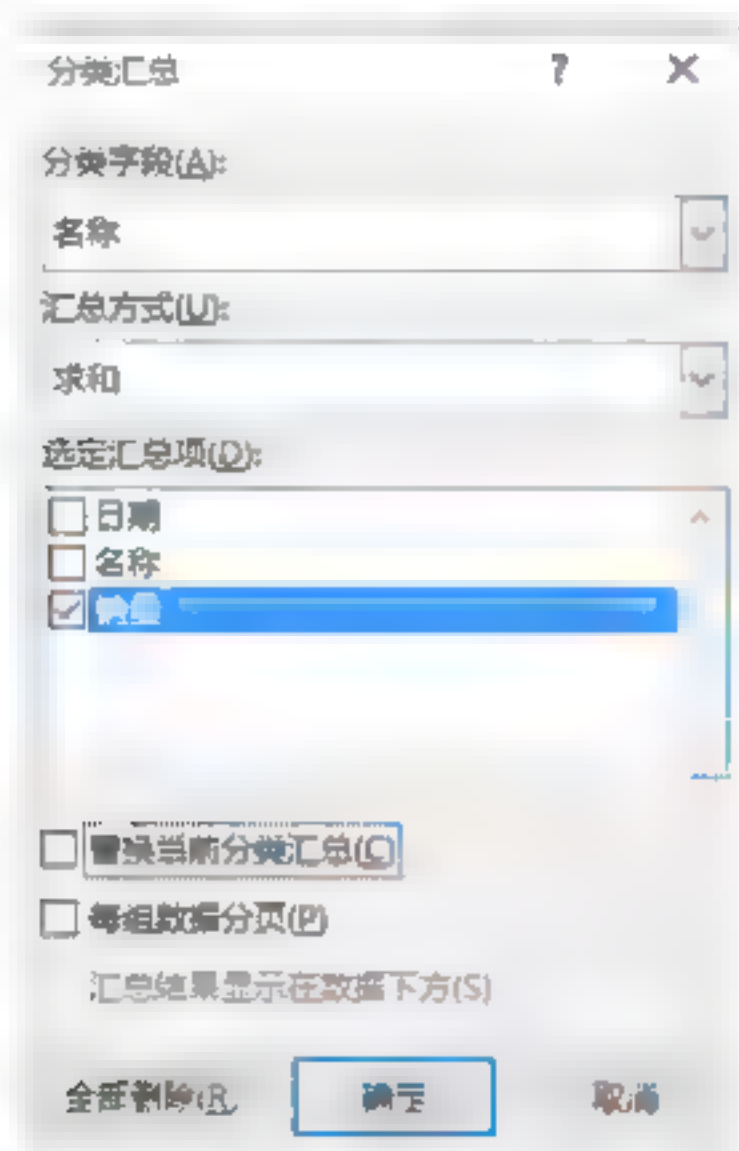 分类汇总 ? ×
分类字段(A):
名称
汇总方式(U):
求和
选定汇总项(D):
日期
名称
替换当前分类汇总(C)
每组数据分页(P)
汇总结果显示在数据下方(S)
全部删除(R 确定 取消